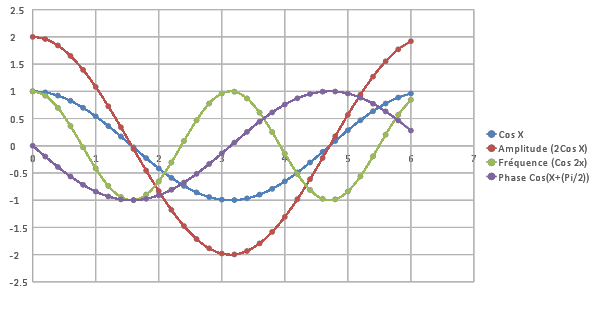 2.5
2
1.5
1
0.5
0
-0.5
-1
-1.5
-2
-2.5
0 1 2 3 4 5 6 7
Cos X
Amplitude (2Cos X)
Fréquence (Cos 2x)
Phase Cos(X+(Pi/2))